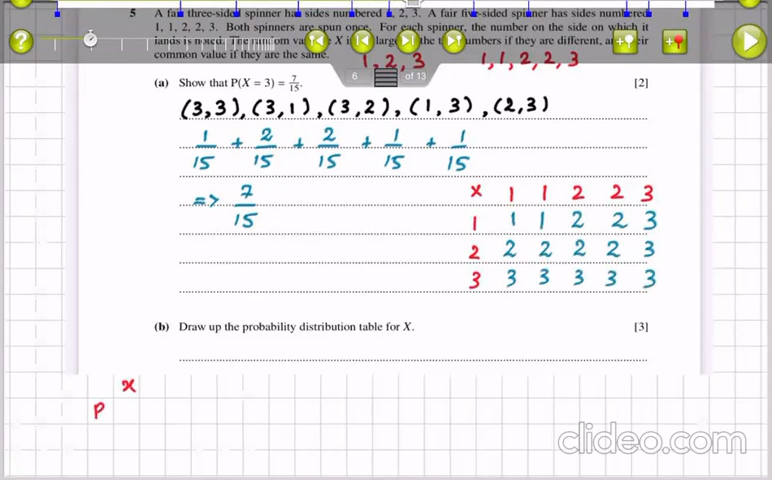 5 A fair three-sided spinner has sides numbered 1, 2, 3. A fair five-sided spinner has sides numbered
1, 1, 2, 2, 3. Both spinners are spun once. For each spinner, the number on the side on which it
lands is noted. The random X is the larg the numbers if they are different, and their
common value if they are the same.
1, 2, 3 1, 1, 2, 2, 3
6 of 13
(a) Show that P(X = 3) = 7/15. [2]
(3,3), (3,1), (3,2), (1,3), (2,3)
1/15 + 2/15 + 2/15 + 1/15 + 1/15
=> 7/15
x 1 1 2 2 3
1 1 1 2 2 3
2 2 2 2 2 3
3 3 3 3 3 3
(b) Draw up the probability distribution table for X. [3]
x
P
clideo.com